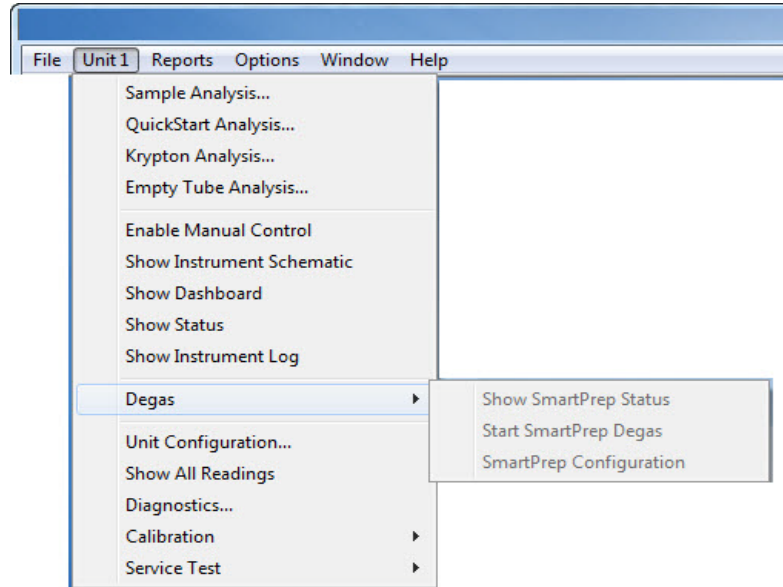 File Unit 1 Reports Options Window Help
Sample Analysis...
QuickStart Analysis...
Krypton Analysis...
Empty Tube Analysis...
Enable Manual Control
Show Instrument Schematic
Show Dashboard
Show Status
Show Instrument Log
Degas
Show SmartPrep Status
Start SmartPrep Degas
SmartPrep Configuration
Unit Configuration...
Show All Readings
Diagnostics...
Calibration
Service Test